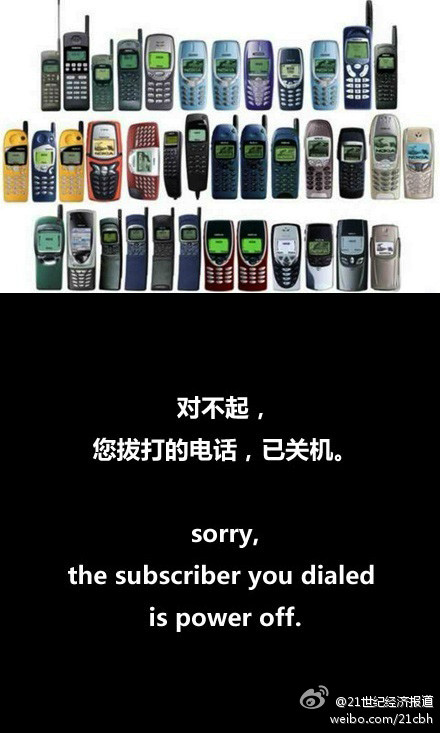 对不起，
您拔打的电话，已关机。
sorry,
the subscriber you dialed
is power off.
@21世纪经济报道
weibo.com/21cbh